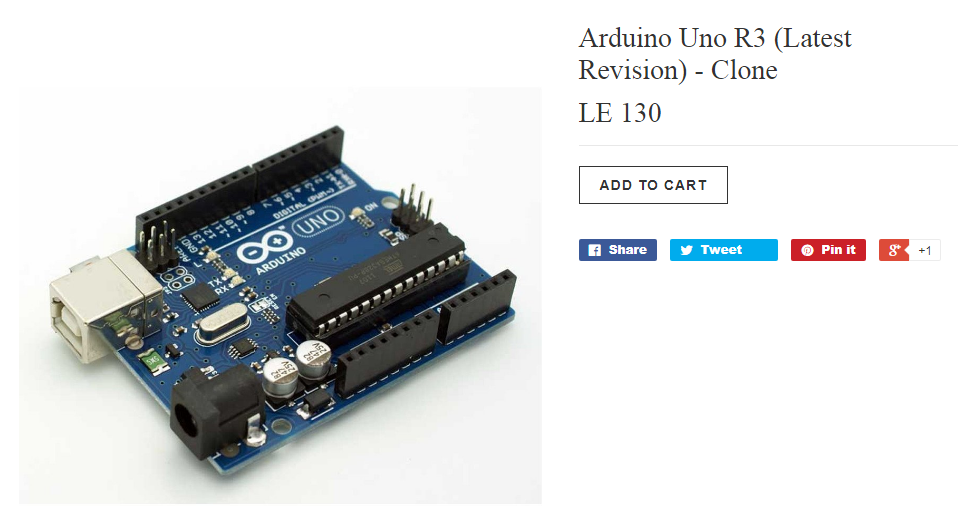 Arduino Uno R3 (Latest
Revision) - Clone
LE 130
ADD TO CART
Share
Tweet
Pin it
g+
+1
DIGITAL (PWM~)
UNO
ON
ARDUINO
TX
RX
L